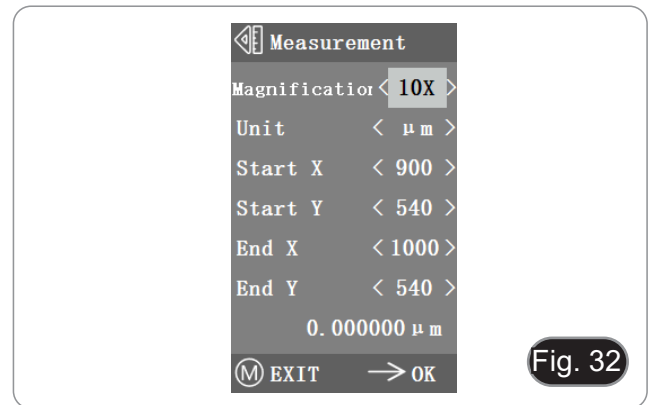 Measurement
Magnification < 10X >
Unit < μm >
Start X < 900 >
Start Y < 540 >
End X < 1000 >
End Y < 540 >
0.000000 μm
M EXIT → OK
Fig. 32